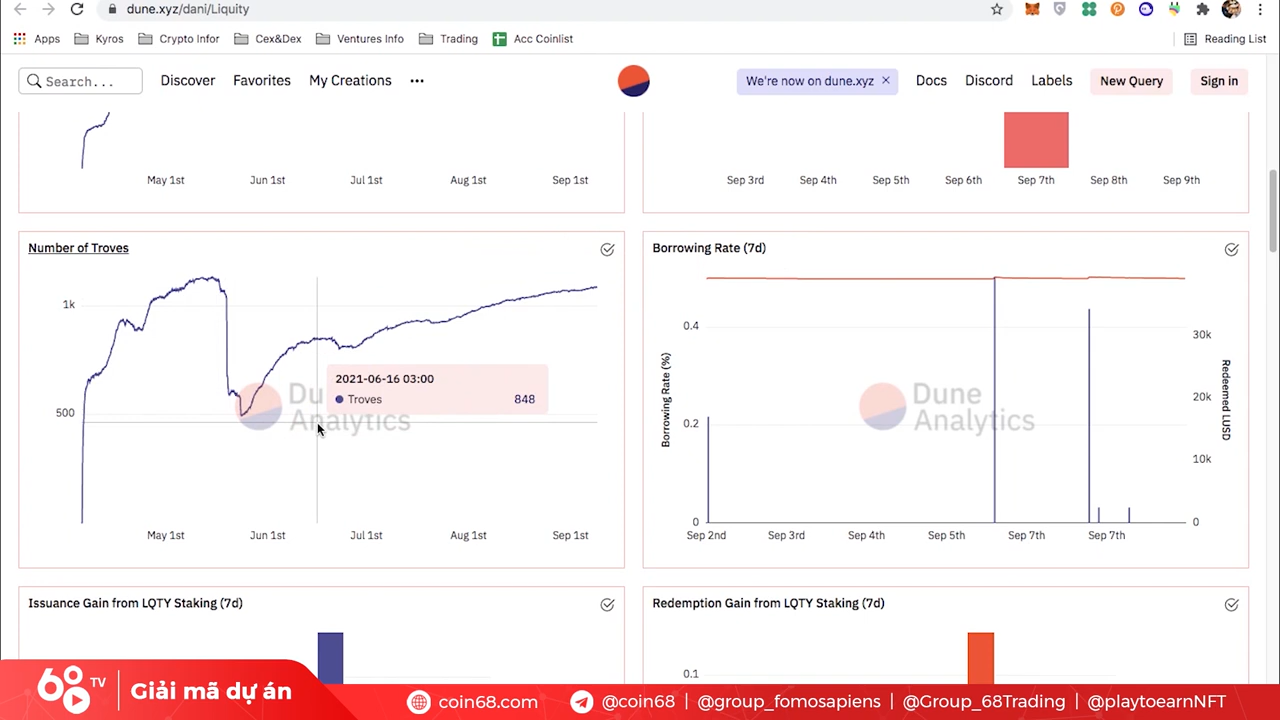 dune.xyz/dani/Liquity
Apps Kyros Crypto Infor Cex&Dex Ventures Info Trading Acc Coinlist Reading List
Search... Discover Favorites My Creations ••• We're now on dune.xyz × Docs Discord Labels New Query Sign in
May 1st Jun 1st Jul 1st Aug 1st Sep 1st
Sep 3rd Sep 4th Sep 5th Sep 6th Sep 7th Sep 8th Sep 9th
Number of Troves
1k
500
2021-06-16 03:00
Troves 848
Dune
Analytics
May 1st Jun 1st Jul 1st Aug 1st Sep 1st
Borrowing Rate (7d)
0.4
0.2
0
Borrowing Rate (%)
30k
20k
10k
0
Redeemed LUSD
Dune
Analytics
Sep 2nd Sep 3rd Sep 4th Sep 5th Sep 7th Sep 7th
Issuance Gain from LQTY Staking (7d)
Redemption Gain from LQTY Staking (7d)
0.1
68 TV
Giải mã dự án
coin68.com @coin68 | @group_fomosapiens | @Group_68Trading | @playtoearnNFT